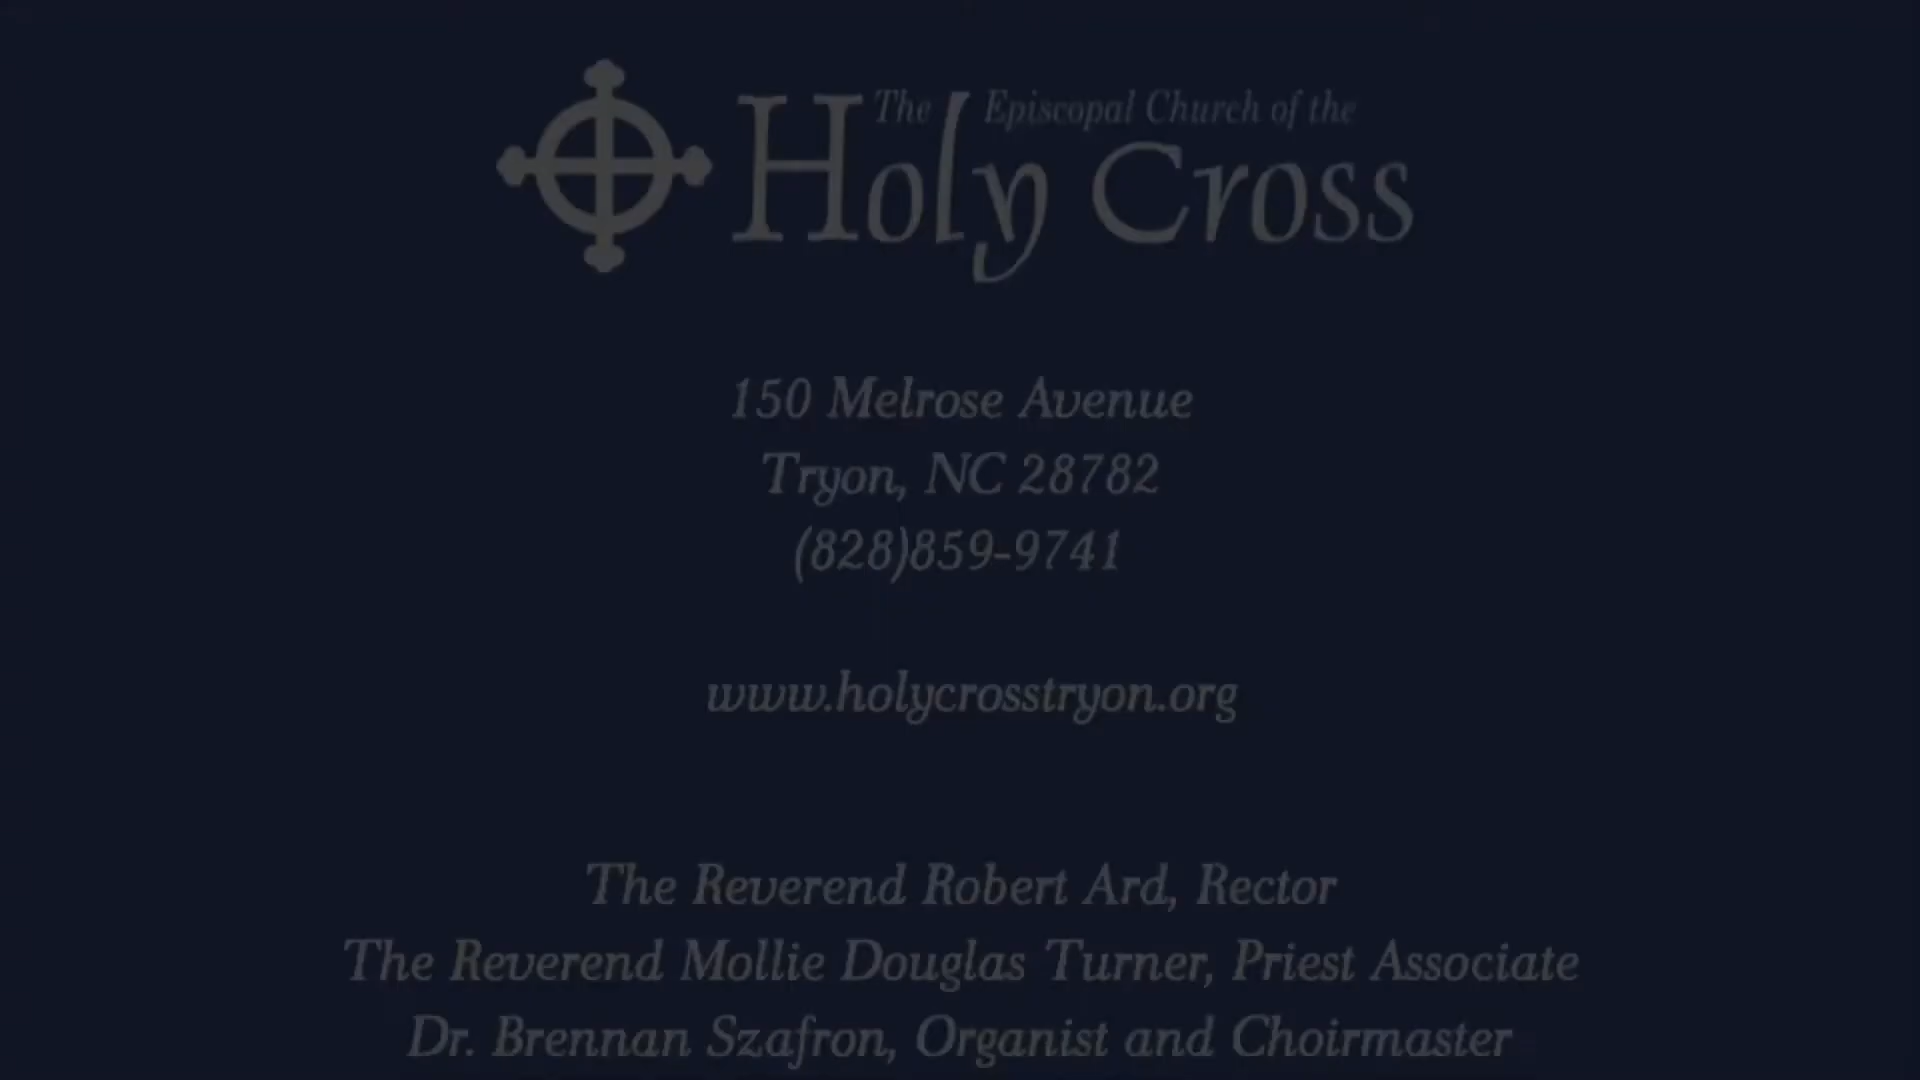 The Episcopal Church of the
Holy Cross
150 Melrose Avenue
Tryon, NC 28782
(828)859-9741
www.holycrosstryon.org
The Reverend Robert Ard, Rector
The Reverend Mollie Douglas Turner, Priest Associate
Dr. Brennan Szafron, Organist and Choirmaster